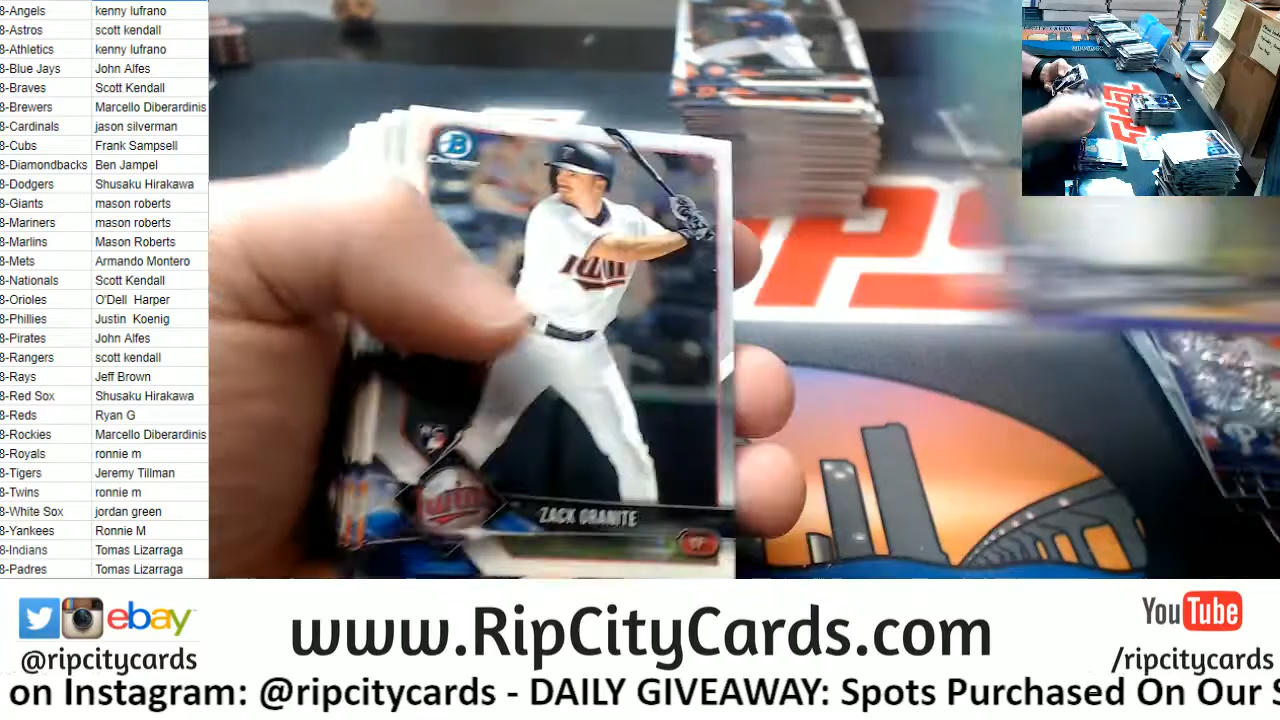 8-Angels kenny lufrano
8-Astros scott kendall
8-Athletics kenny lufrano
8-Blue Jays John Alfes
8-Braves Scott Kendall
8-Brewers Marcello Diberardinis
8-Cardinals jason silverman
8-Cubs Frank Sampsell
8-Diamondbacks Ben Jampel
8-Dodgers Shusaku Hirakawa
8-Giants mason roberts
8-Mariners mason roberts
8-Marlins Mason Roberts
8-Mets Armando Montero
8-Nationals Scott Kendall
8-Orioles O'Dell Harper
8-Phillies Justin Koenig
8-Pirates John Alfes
8-Rangers scott kendall
8-Rays Jeff Brown
8-Red Sox Shusaku Hirakawa
8-Reds Ryan G
8-Rockies Marcello Diberardinis
8-Royals ronnie m
8-Tigers Jeremy Tillman
8-Twins ronnie m
8-White Sox jordan green
8-Yankees Ronnie M
8-Indians Tomas Lizarraga
8-Padres Tomas Lizarraga
B
Chrome
Twins
Twins
ZACK GRANITE
TOPPS
ebay
@ripcitycards
www.RipCityCards.com
YouTube
/ripcitycards
on Instagram: @ripcitycards - DAILY GIVEAWAY: Spots Purchased On Our S